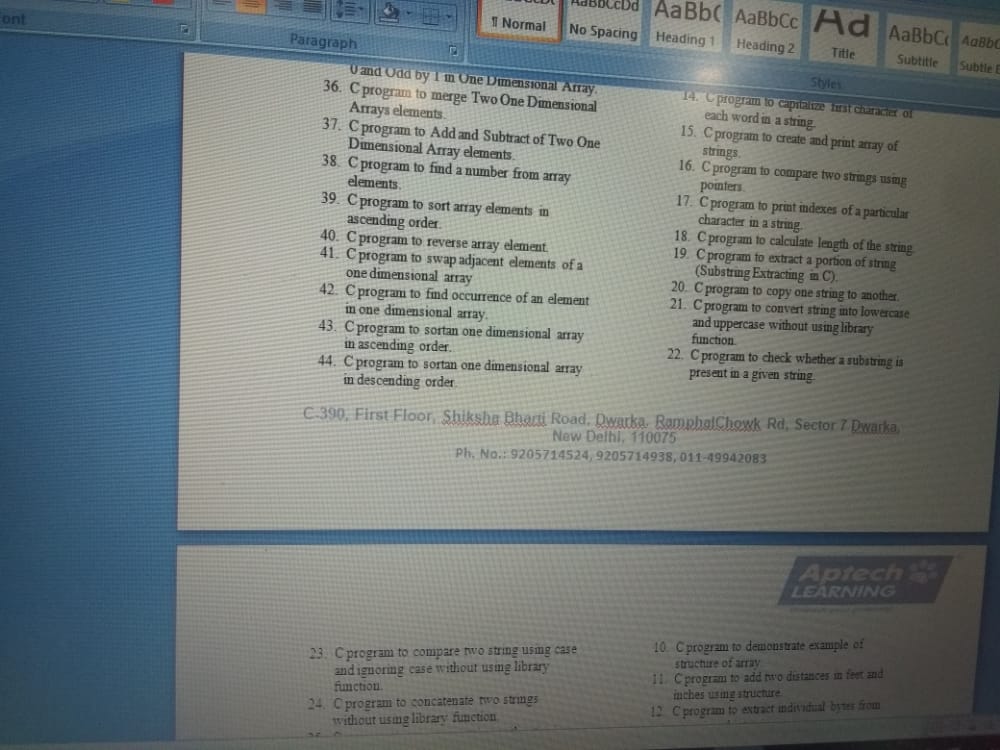 ont
Paragraph
¶ Normal
AaBbCcDd
No Spacing
AaBb(
Heading 1
AaBbCc
Heading 2
Ad
Title
AaBbC(
Subtitle
AaBbC
Subtle E
Styles
0 and Odd by 1 in One Dimensional Array.
36. C program to merge Two One Dimensional
Arrays elements.
37. C program to Add and Subtract of Two One
Dimensional Array elements.
38. C program to find a number from array
elements.
39. C program to sort array elements in
ascending order.
40. C program to reverse array element.
41. C program to swap adjacent elements of a
one dimensional array
42. C program to find occurrence of an element
in one dimensional array.
43. C program to sortan one dimensional array
in ascending order.
44. C program to sortan one dimensional array
in descending order.
14. C program to capitalize first character of
each word in a string.
15. C program to create and print array of
strings.
16. C program to compare two strings using
pointers.
17. C program to print indexes of a particular
character in a string.
18. C program to calculate length of the string.
19. C program to extract a portion of string
(Substring Extracting in C).
20. C program to copy one string to another.
21. C program to convert string into lowercase
and uppercase without using library
function.
22. C program to check whether a substring is
present in a given string.
C-390, First Floor, Shiksha Bharti Road, Dwarka, RamphalChowk Rd, Sector 7 Dwarka,
New Delhi, 110075
Ph. No.: 9205714524, 9205714938, 011-49942083
Aptech
LEARNING
23. C program to compare two string using case
and ignoring case without using library
function.
24. C program to concatenate two strings
without using library function.
10. C program to demonstrate example of
structure of array.
11. C program to add two distances in feet and
inches using structure.
12. C program to extract individual bytes from